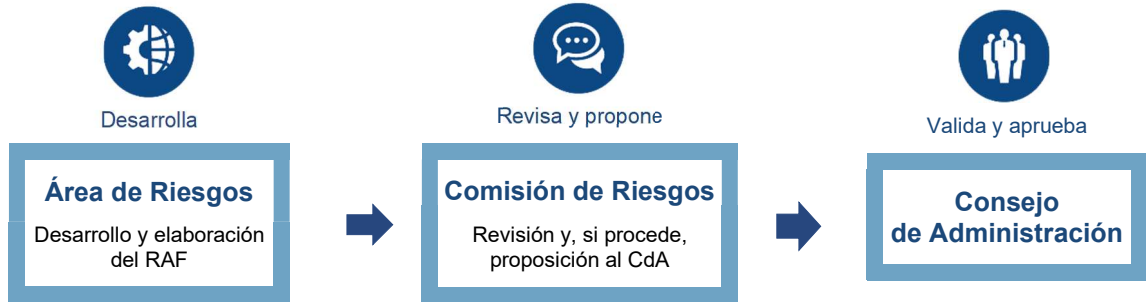 Desarrolla
Revisa y propone
Valida y aprueba
Área de Riesgos
Desarrollo y elaboración
del RAF
Comisión de Riesgos
Revisión y, si procede,
proposición al CdA
Consejo
de Administración